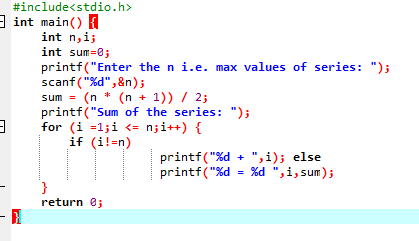 #include<stdio.h>
int main() {
int n,i;
int sum=0;
printf("Enter the n i.e. max values of series: ");
scanf("%d",&n);
sum = (n * (n + 1)) / 2;
printf("Sum of the series: ");
for (i =1;i <= n;i++) {
if (i!=n)
printf("%d + ",i); else
printf("%d = %d ",i,sum);
}
return 0;
}